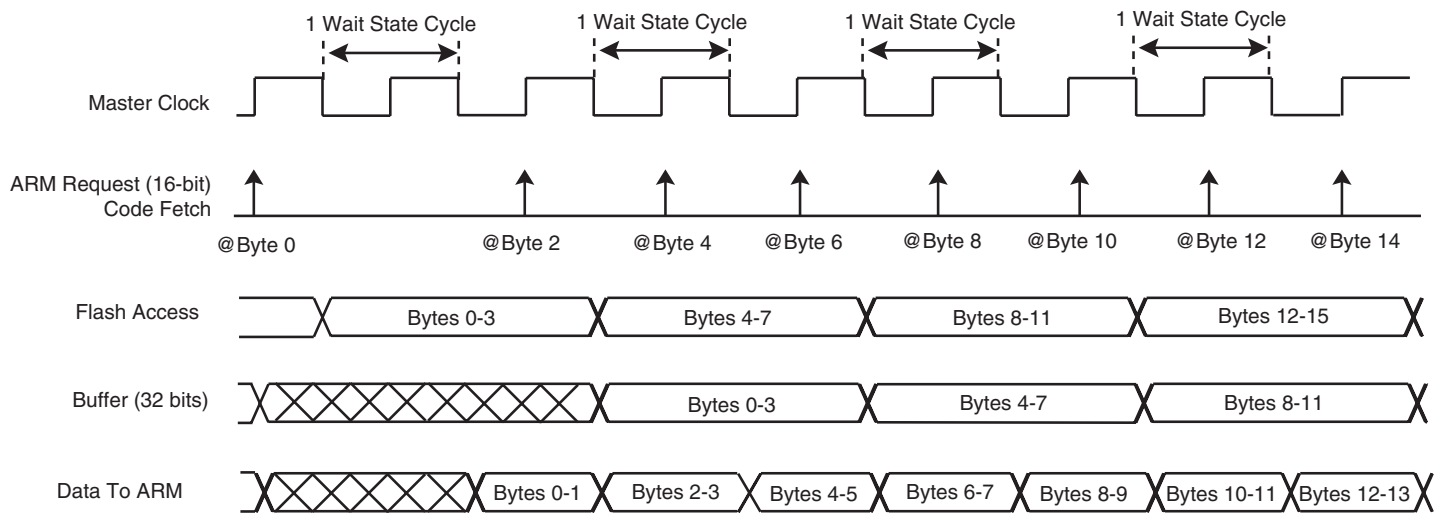 1 Wait State Cycle 1 Wait State Cycle 1 Wait State Cycle 1 Wait State Cycle
Master Clock
ARM Request (16-bit)
Code Fetch
@Byte 0 @Byte 2 @Byte 4 @Byte 6 @Byte 8 @Byte 10 @Byte 12 @Byte 14
Flash Access Bytes 0-3 Bytes 4-7 Bytes 8-11 Bytes 12-15
Buffer (32 bits) Bytes 0-3 Bytes 4-7 Bytes 8-11
Data To ARM Bytes 0-1 Bytes 2-3 Bytes 4-5 Bytes 6-7 Bytes 8-9 Bytes 10-11 Bytes 12-13